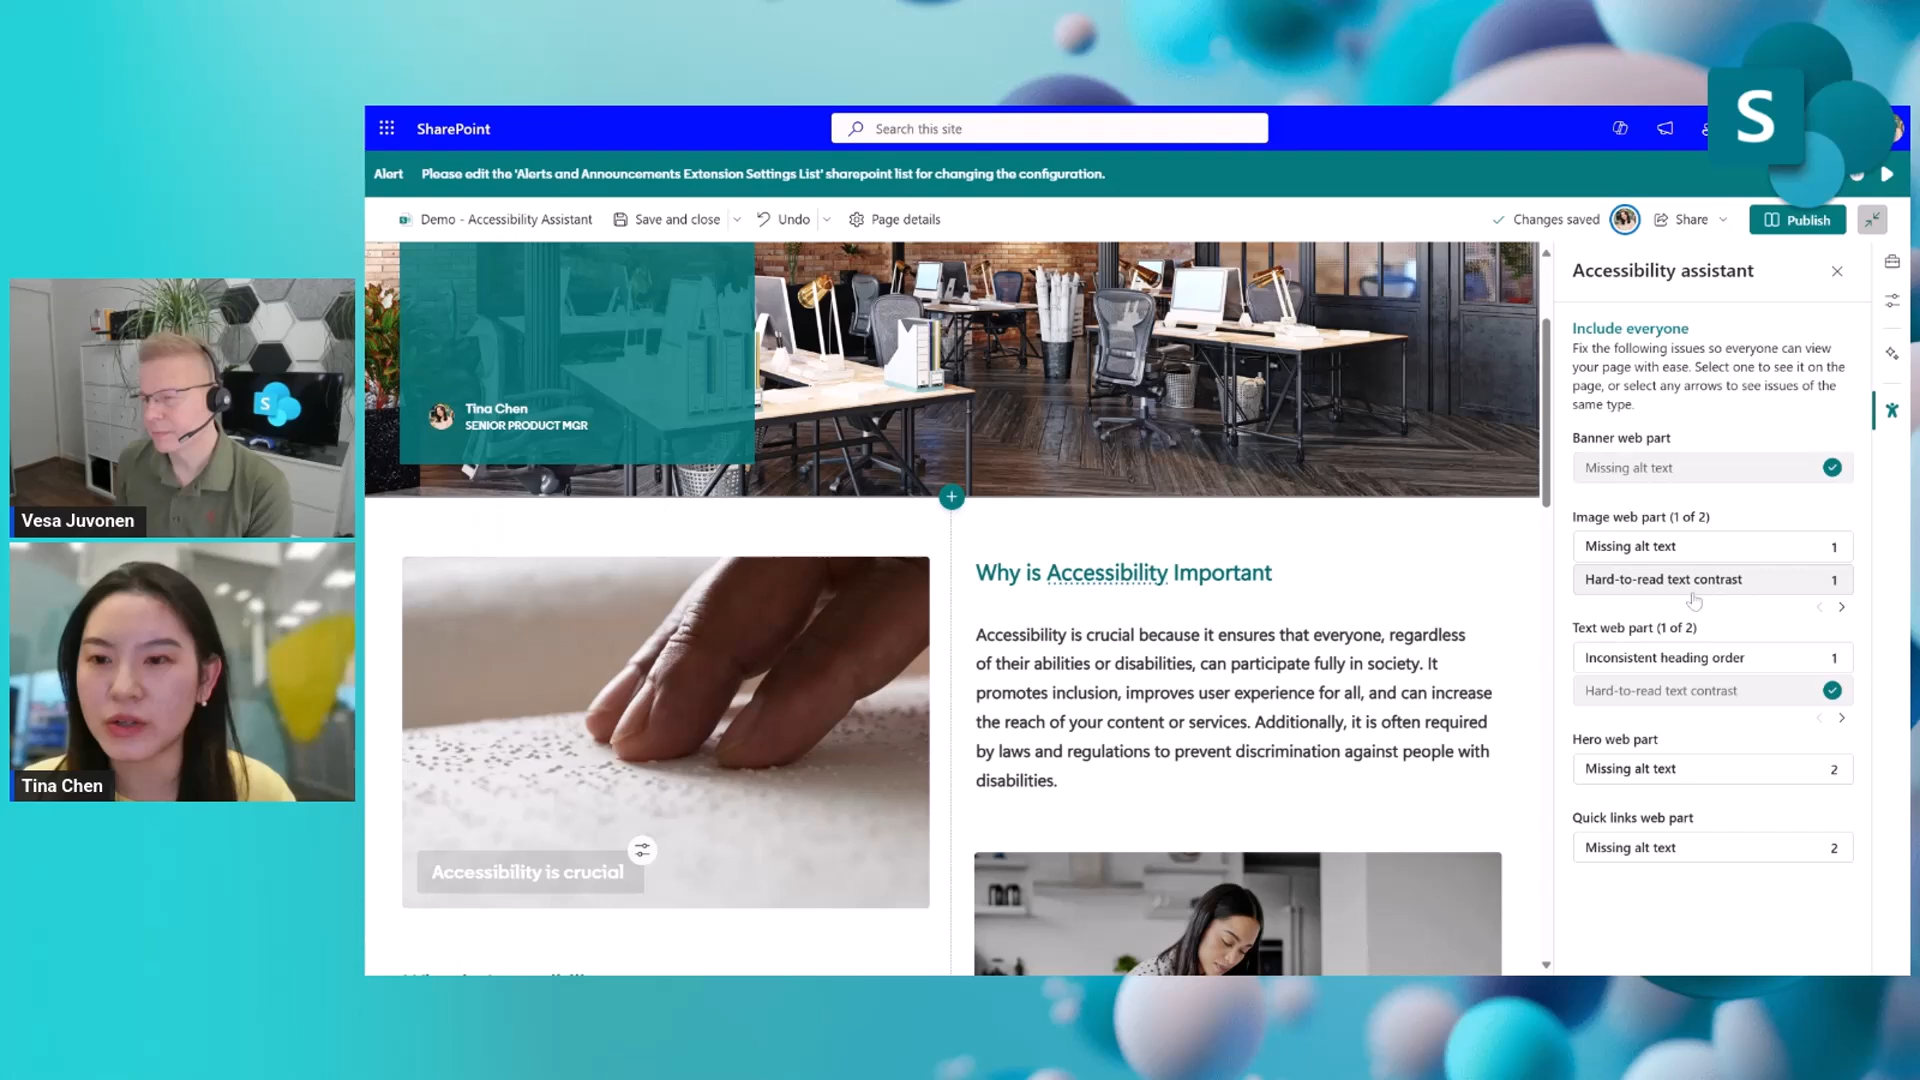 SharePoint
Search this site
S
Alert Please edit the 'Alerts and Announcements Extension Settings List' sharepoint list for changing the configuration.
Demo - Accessibility Assistant
Save and close
Undo
Page details
Changes saved
Share
Publish
Tina Chen
SENIOR PRODUCT MGR
Why is Accessibility Important
Accessibility is crucial because it ensures that everyone, regardless
of their abilities or disabilities, can participate fully in society. It
promotes inclusion, improves user experience for all, and can increase
the reach of your content or services. Additionally, it is often required
by laws and regulations to prevent discrimination against people with
disabilities.
Accessibility is crucial
Accessibility assistant
Include everyone
Fix the following issues so everyone can view
your page with ease. Select one to see it on the
page, or select any arrows to see issues of the
same type.
Banner web part
Missing alt text
Image web part (1 of 2)
Missing alt text 1
Hard-to-read text contrast 1
Text web part (1 of 2)
Inconsistent heading order 1
Hard-to-read text contrast
Hero web part
Missing alt text 2
Quick links web part
Missing alt text 2
S
Vesa Juvonen
Tina Chen